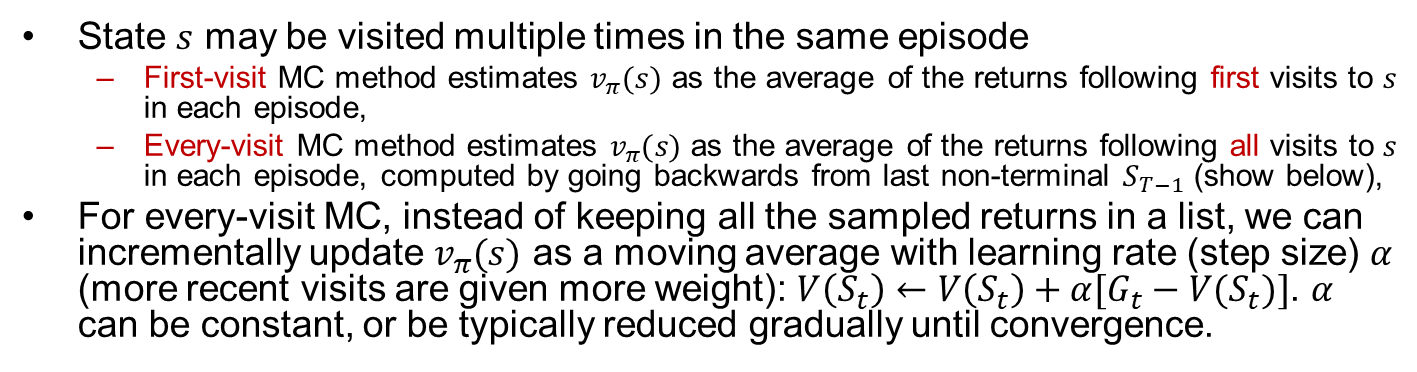 • State 𝑠 may be visited multiple times in the same episode
– First-visit MC method estimates 𝑣_𝜋(𝑠) as the average of the returns following first visits to 𝑠
in each episode,
– Every-visit MC method estimates 𝑣_𝜋(𝑠) as the average of the returns following all visits to 𝑠
in each episode, computed by going backwards from last non-terminal 𝑆_{𝑇−1} (show below),
• For every-visit MC, instead of keeping all the sampled returns in a list, we can
incrementally update 𝑣_𝜋(𝑠) as a moving average with learning rate (step size) 𝛼
(more recent visits are given more weight): 𝑉(𝑆_𝑡) ← 𝑉(𝑆_𝑡) + 𝛼[𝐺_𝑡 − 𝑉(𝑆_𝑡)]. 𝛼
can be constant, or be typically reduced gradually until convergence.